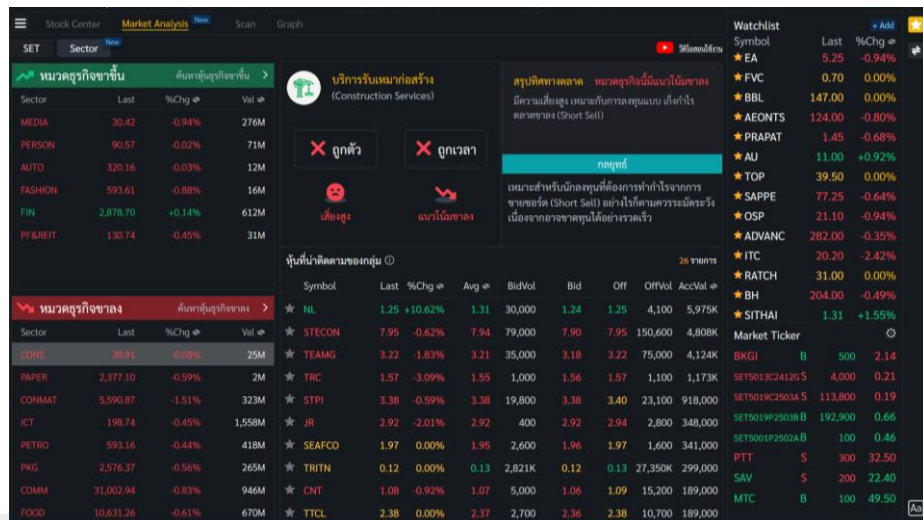 Stock Center Market Analysis New Scan Graph
SET Sector New วิดีโอสอนใช้งาน
หมวดธุรกิจขาขึ้น ค้นหาหุ้นธุรกิจขาขึ้น >
Sector Last %Chg Val
MEDIA 30.42 -0.94% 276M
PERSON 90.57 -0.02% 71M
AUTO 320.16 -0.03% 12M
FASHION 593.61 -0.88% 16M
FIN 2,878.70 +0.14% 612M
PF&REIT 130.74 -0.45% 31M
หมวดธุรกิจขาลง ค้นหาหุ้นธุรกิจขาลง >
Sector Last %Chg Val
CONS 38.91 -0.08% 25M
PAPER 2,377.10 -0.59% 2M
CONMAT 5,590.87 -1.51% 323M
ICT 198.74 -0.45% 1,558M
PETRO 593.16 -0.44% 418M
PKG 2,576.37 -0.56% 265M
COMM 31,002.94 -0.83% 946M
FOOD 10,631.26 -0.61% 670M
บริการรับเหมาก่อสร้าง
(Construction Services)
ถูกตัว ถูกเวลา
เสี่ยงสูง แนวโน้มขาลง
สรุปทิศทางตลาด หมวดธุรกิจนี้มีแนวโน้มขาลง
มีความเสี่ยงสูง เหมาะกับการลงทุนแบบ เก็งกำไร
ตลาดขาลง (Short Sell)
กลยุทธ์
เหมาะสำหรับนักลงทุนที่ต้องการทำกำไรจากการ
ขายชอร์ต (Short Sell) อย่างไรก็ตามควรระมัดระวัง
เนื่องจากอาจขาดทุนได้อย่างรวดเร็ว
หุ้นที่น่าติดตามของกลุ่ม 26 รายการ
Symbol Last %Chg Avg BidVol Bid Off OffVol AccVal
NL 1.25 +10.62% 1.31 30,000 1.24 1.25 4,100 5,975K
STECON 7.95 -0.62% 7.94 79,000 7.90 7.95 150,600 4,808K
TEAMG 3.22 -1.83% 3.21 35,000 3.18 3.22 75,000 4,124K
TRC 1.57 -3.09% 1.55 1,000 1.56 1.57 1,100 1,173K
STPI 3.38 -0.59% 3.38 19,800 3.38 3.40 23,100 918,000
JR 2.92 -2.01% 2.92 400 2.92 2.94 2,800 348,000
SEAFCO 1.97 0.00% 1.95 2,600 1.96 1.97 1,600 341,000
TRITN 0.12 0.00% 0.13 2,821K 0.12 0.13 27,350K 299,000
CNT 1.08 -0.92% 1.07 5,000 1.06 1.09 15,200 189,000
TTCL 2.38 0.00% 2.37 2,700 2.36 2.38 10,700 189,000
Watchlist + Add
Symbol Last %Chg
EA 5.25 -0.94%
FVC 0.70 0.00%
BBL 147.00 0.00%
AEONTS 124.00 -0.80%
PRAPAT 1.45 -0.68%
AU 11.00 +0.92%
TOP 39.50 0.00%
SAPPE 77.25 -0.64%
OSP 21.10 -0.94%
ADVANC 282.00 -0.35%
ITC 20.20 -2.42%
RATCH 31.00 0.00%
BH 204.00 -0.49%
SITHAI 1.31 +1.55%
Market Ticker
BKGI B 500 2.14
SET5013C2412G S 4,000 0.21
SET5019C2503A S 113,800 0.19
SET5019P2503B B 192,900 0.66
SET5001P2502A B 100 0.46
PTT S 300 32.50
SAV S 200 22.40
MTC B 100 49.50
Aa